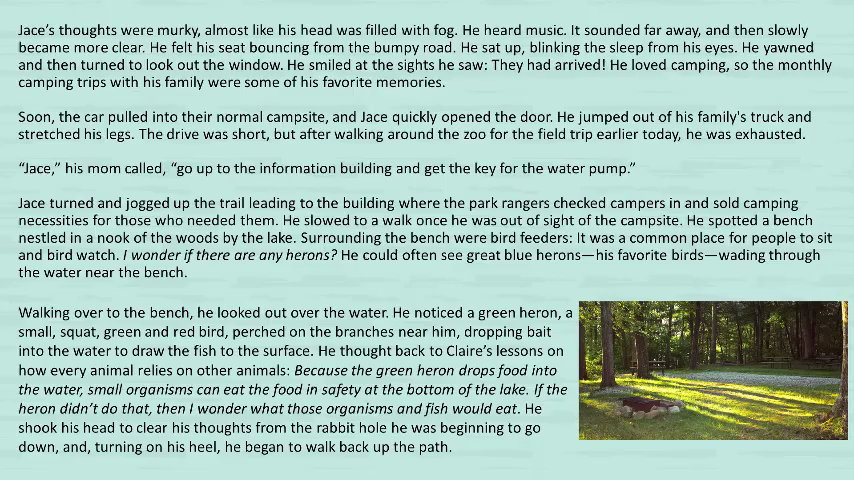 Jace’s thoughts were murky, almost like his head was filled with fog. He heard music. It sounded far away, and then slowly
became more clear. He felt his seat bouncing from the bumpy road. He sat up, blinking the sleep from his eyes. He yawned
and then turned to look out the window. He smiled at the sights he saw: They had arrived! He loved camping, so the monthly
camping trips with his family were some of his favorite memories.
Soon, the car pulled into their normal campsite, and Jace quickly opened the door. He jumped out of his family's truck and
stretched his legs. The drive was short, but after walking around the zoo for the field trip earlier today, he was exhausted.
“Jace,” his mom called, “go up to the information building and get the key for the water pump.”
Jace turned and jogged up the trail leading to the building where the park rangers checked campers in and sold camping
necessities for those who needed them. He slowed to a walk once he was out of sight of the campsite. He spotted a bench
nestled in a nook of the woods by the lake. Surrounding the bench were bird feeders: It was a common place for people to sit
and bird watch. I wonder if there are any herons? He could often see great blue herons—his favorite birds—wading through
the water near the bench.
Walking over to the bench, he looked out over the water. He noticed a green heron, a
small, squat, green and red bird, perched on the branches near him, dropping bait
into the water to draw the fish to the surface. He thought back to Claire’s lessons on
how every animal relies on other animals: Because the green heron drops food into
the water, small organisms can eat the food in safety at the bottom of the lake. If the
heron didn’t do that, then I wonder what those organisms and fish would eat. He
shook his head to clear his thoughts from the rabbit hole he was beginning to go
down, and, turning on his heel, he began to walk back up the path.